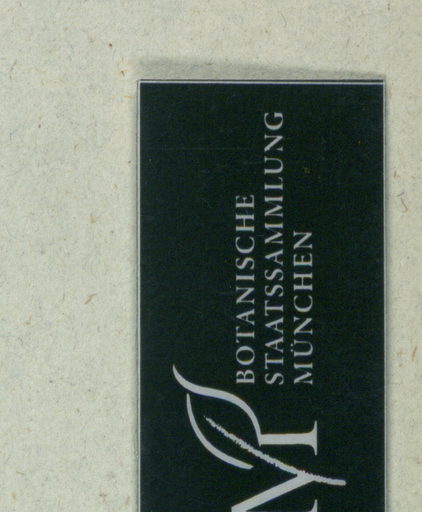 BOTANISCHE
STAATSSAMMLUNG
MÜNCHEN
M